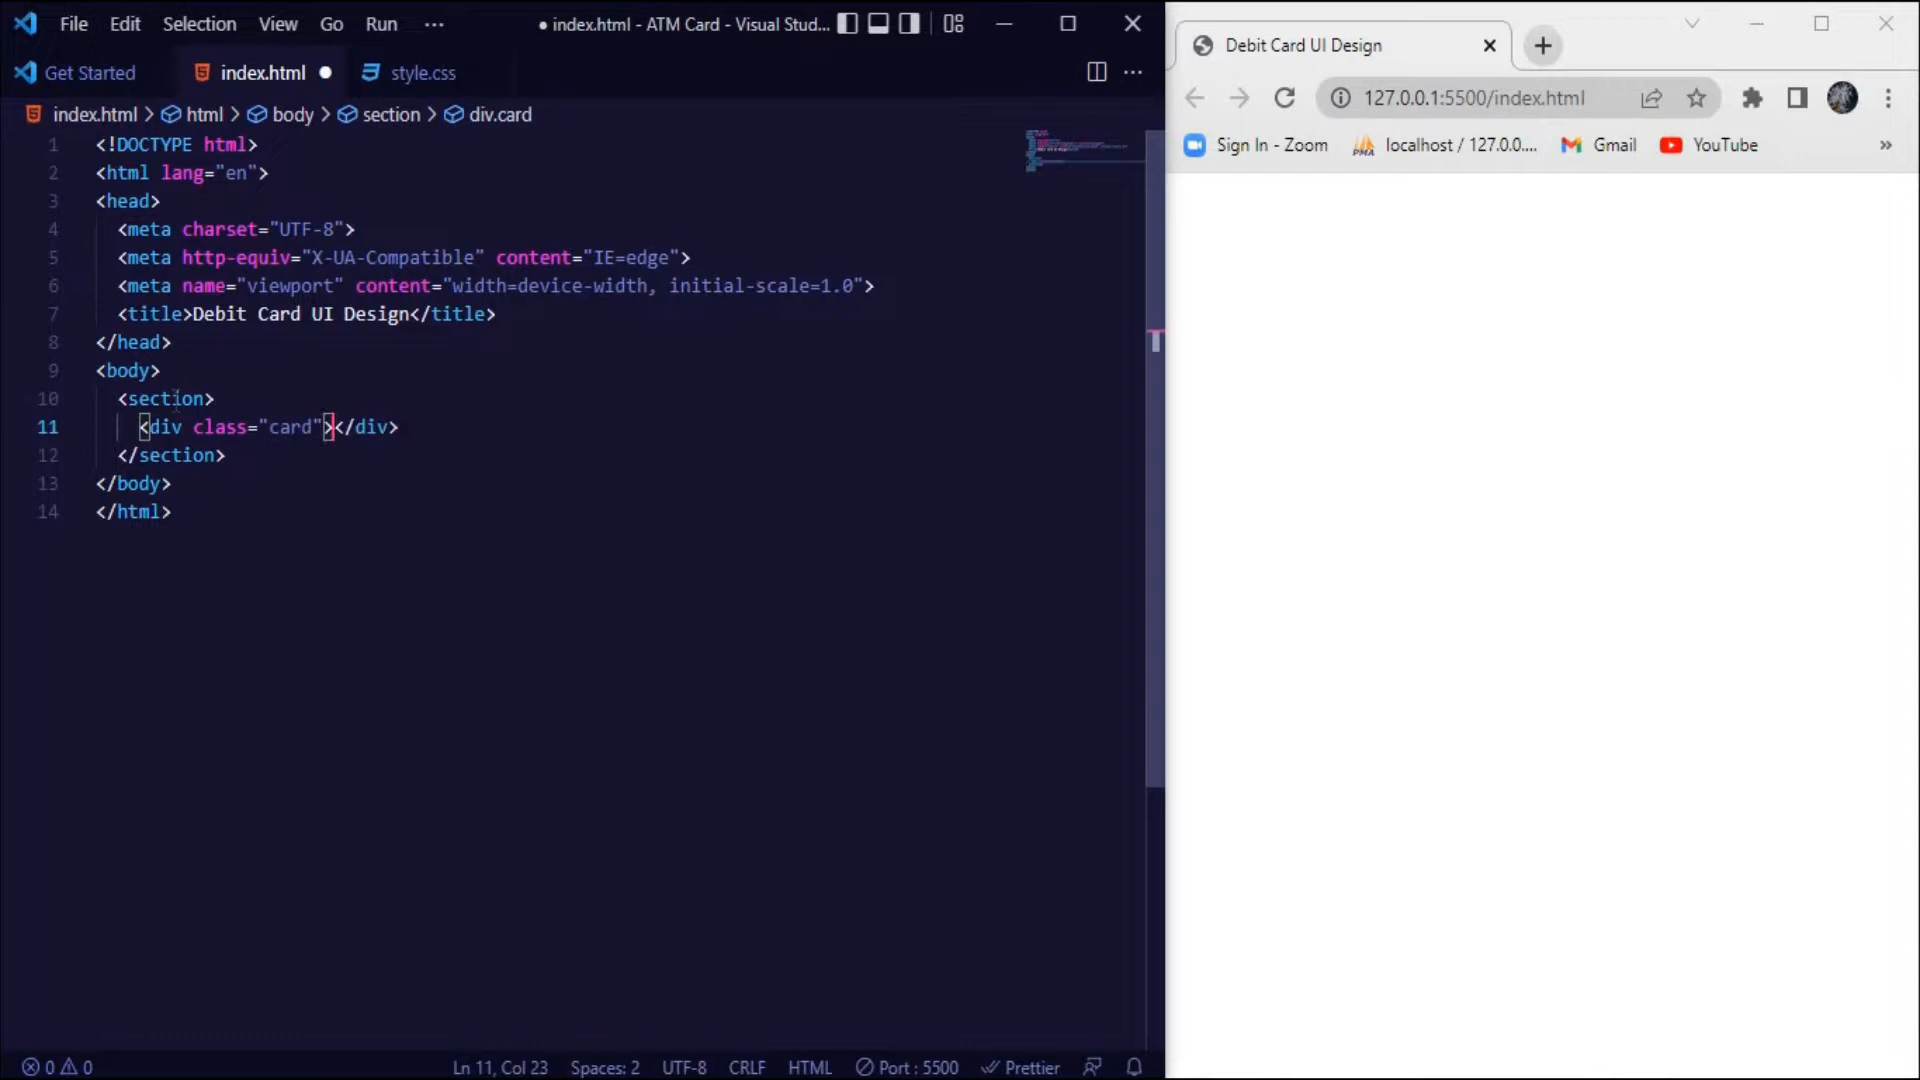 File Edit Selection View Go Run ··· ● index.html - ATM Card - Visual Stud...
Get Started index.html ● style.css
index.html > html > body > section > div.card
1 <!DOCTYPE html>
2 <html lang="en">
3 <head>
4 <meta charset="UTF-8">
5 <meta http-equiv="X-UA-Compatible" content="IE=edge">
6 <meta name="viewport" content="width=device-width, initial-scale=1.0">
7 <title>Debit Card UI Design</title>
8 </head>
9 <body>
10 <section>
11 <div class="card"></div>
12 </section>
13 </body>
14 </html>
0 0 Ln 11, Col 23 Spaces: 2 UTF-8 CRLF HTML Port : 5500 Prettier
Debit Card UI Design
127.0.0.1:5500/index.html
Sign In - Zoom PMA localhost / 127.0.0.... Gmail YouTube »